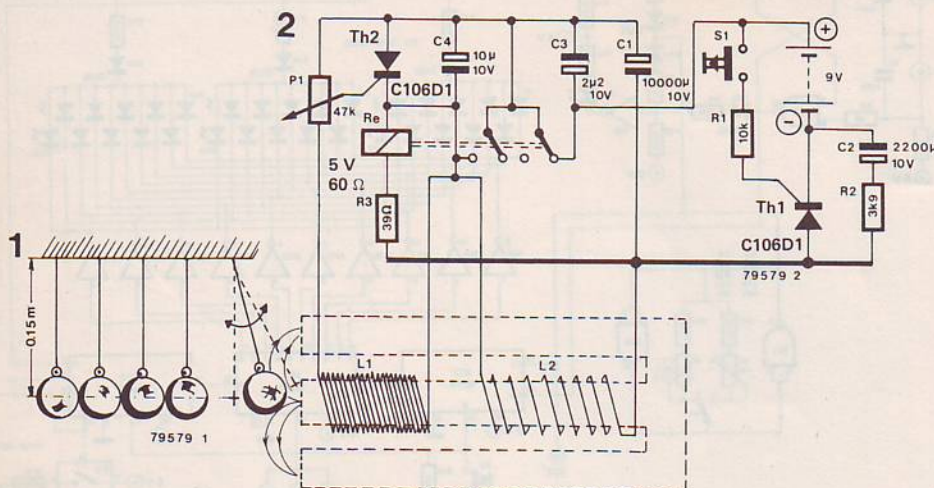 2
Th2
C4
10µ
10V
C106D1
P1
47k
Re
5 V
60 Ω
R3
39Ω
C3
2µ2
10V
C1
10000µ
10V
S1
+
9V
−
R1
10k
C2
2200µ
10V
R2
3k9
Th1
C106D1
79579 2
1
0.15m
79579 1
L1
L2